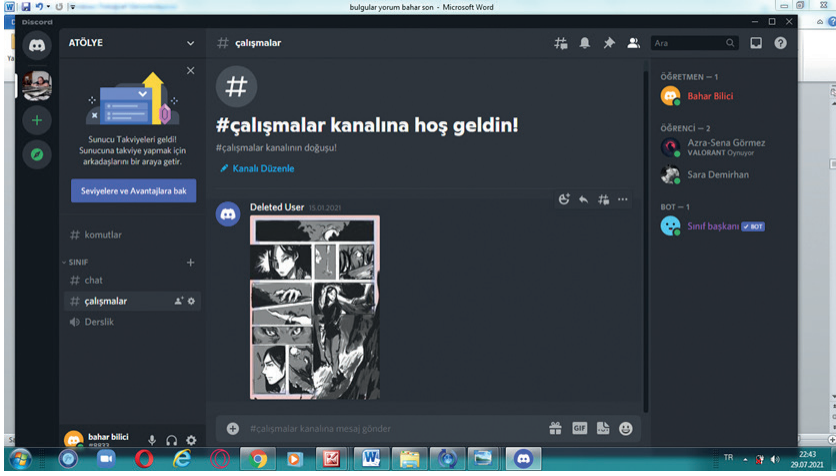 bulgular yorum bahar son - Microsoft Word
Discord
ATÖLYE
# çalışmalar
Ara
Sunucu Takviyeleri geldi!
Sunucuna takviye yapmak için
arkadaşlarını bir araya getir.
Seviyelere ve Avantajlara bak
# komutlar
SINIF
# chat
# çalışmalar
Derslik
bahar bilici
#8833
#
#çalışmalar kanalına hoş geldin!
#çalışmalar kanalının doğuşu!
Kanalı Düzenle
Deleted User 15.01.2021
#çalışmalar kanalına mesaj gönder
GIF
ÖĞRETMEN — 1
Bahar Bilici
ÖĞRENCİ — 2
Azra-Sena Görmez
VALORANT Oynuyor
Sara Demirhan
BOT — 1
Sınıf başkanı ✓ BOT
TR
22:43
29.07.2021